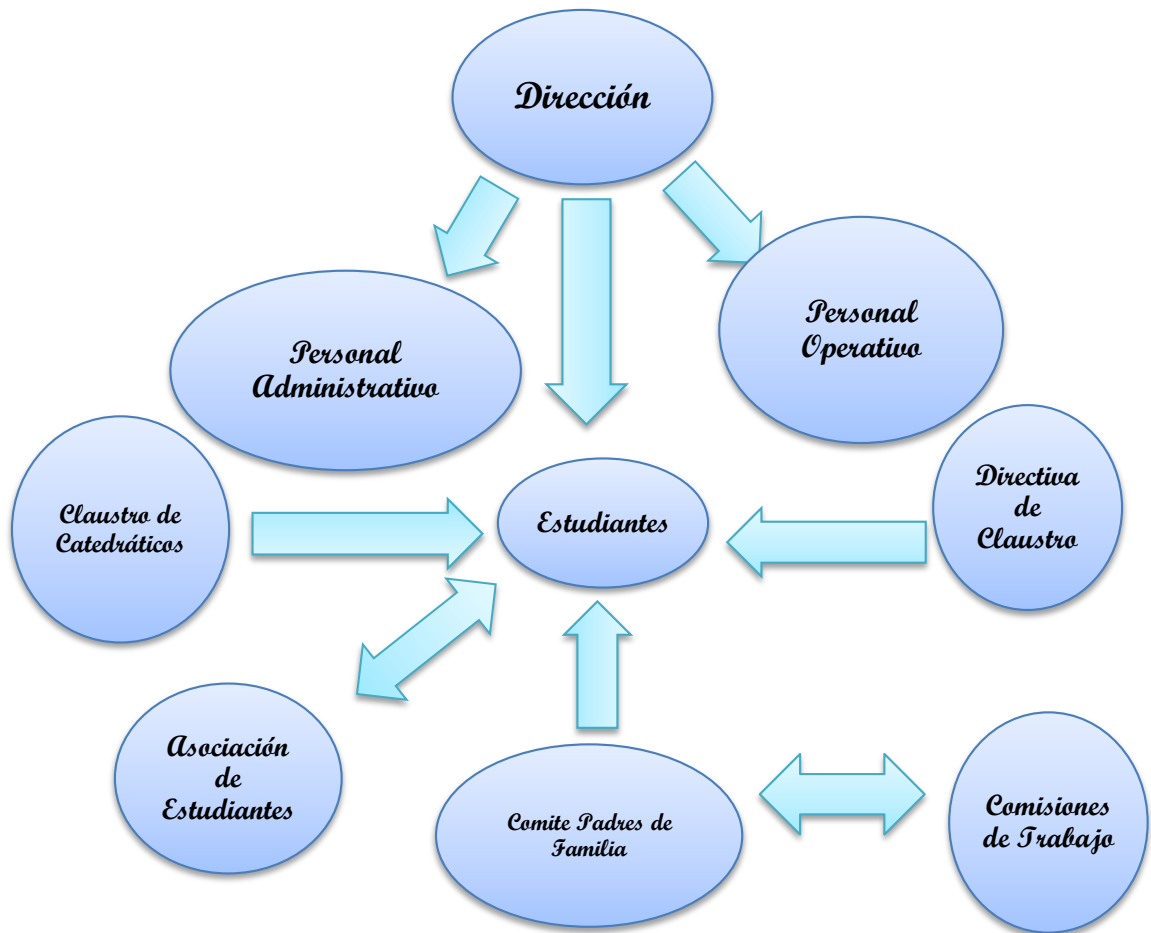 Dirección
Personal
Operativo
Personal
Administrativo
Directiva
de
Claustro
Claustro de
Catedráticos
Estudiantes
Asociación
de
Estudiantes
Comite Padres de
Familia
Comisiones
de Trabajo